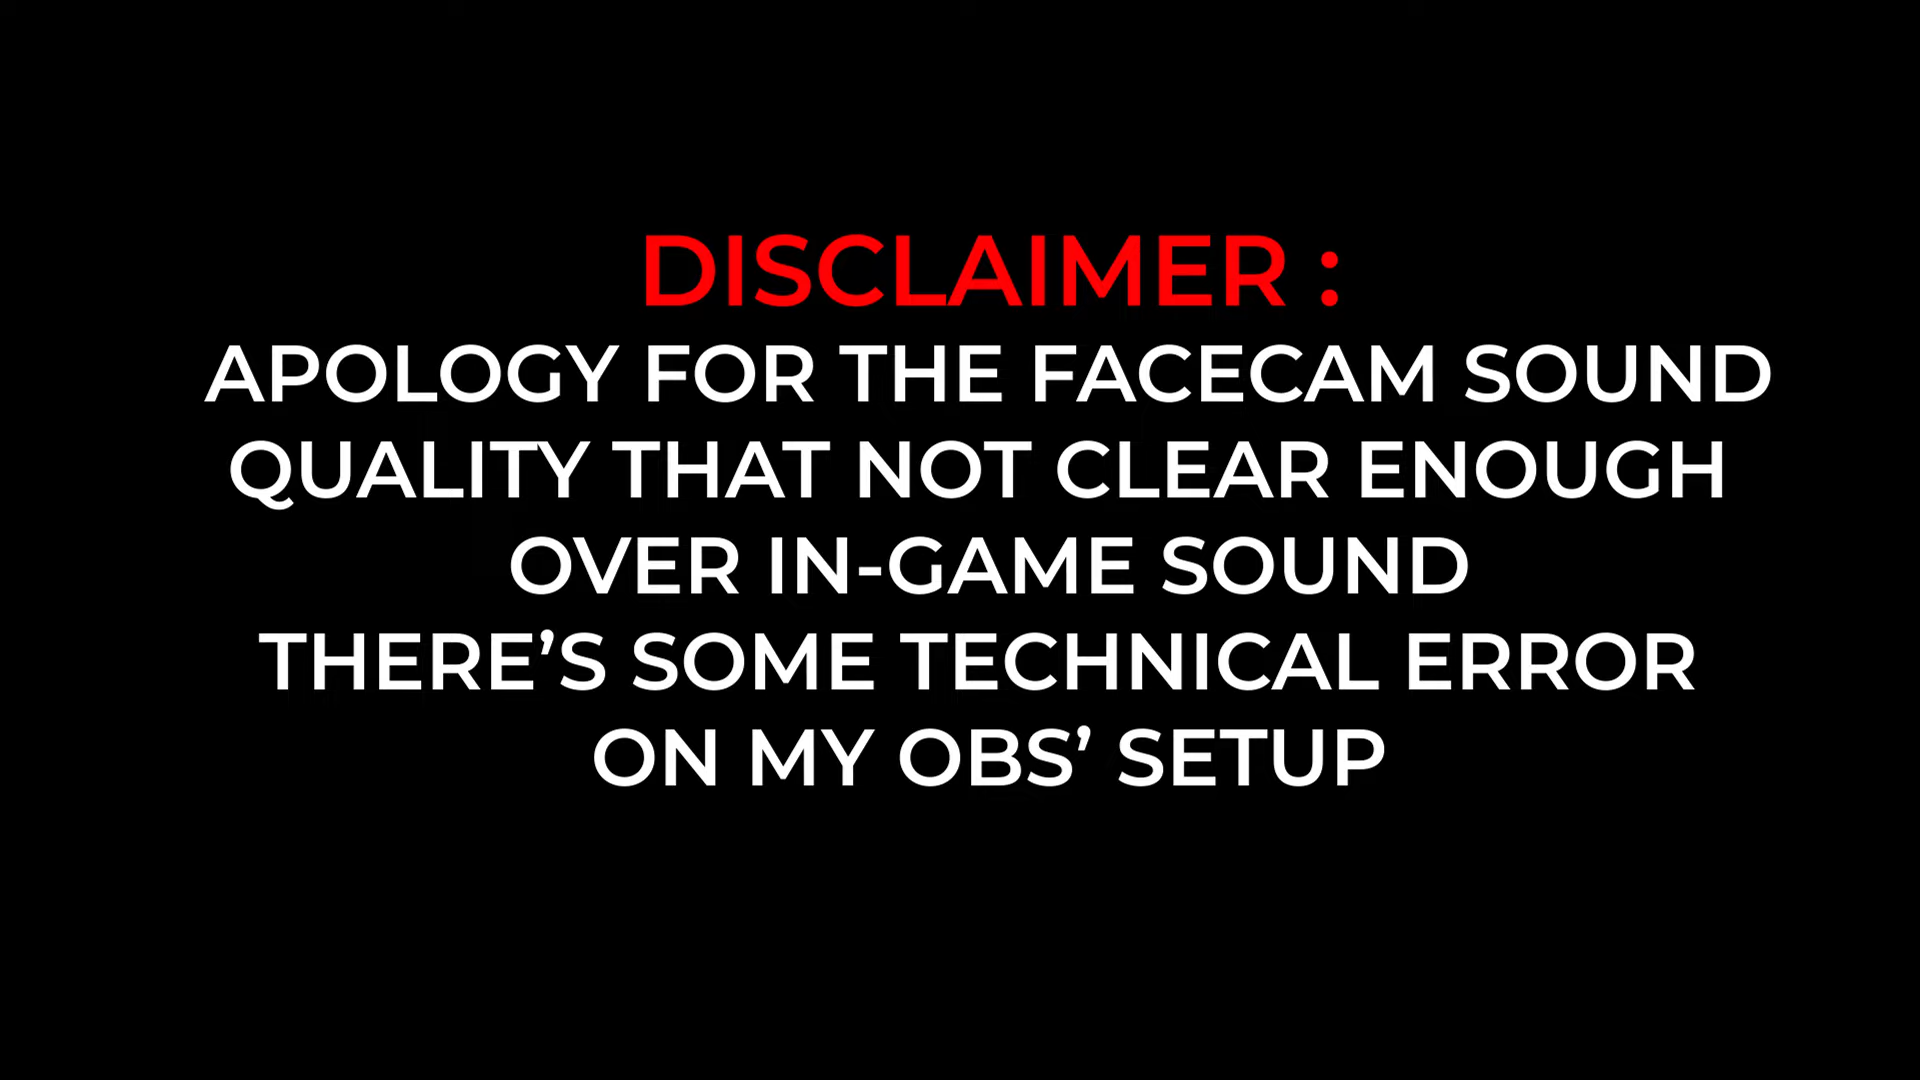 DISCLAIMER :
APOLOGY FOR THE FACECAM SOUND
QUALITY THAT NOT CLEAR ENOUGH
OVER IN-GAME SOUND
THERE’S SOME TECHNICAL ERROR
ON MY OBS’ SETUP